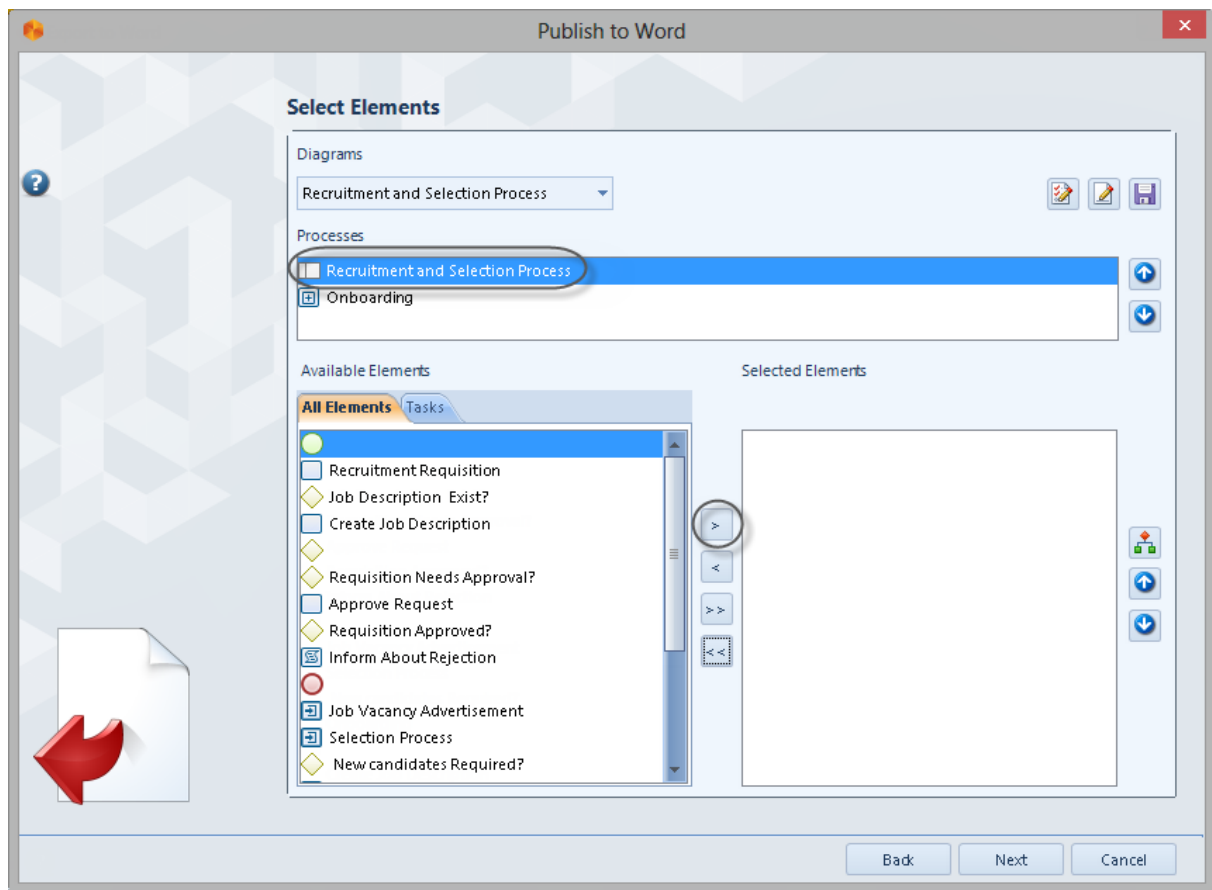 Publish to Word
×
Select Elements
Diagrams
?
Recruitment and Selection Process
Processes
Recruitment and Selection Process
Onboarding
Available Elements
Selected Elements
All Elements Tasks
Recruitment Requisition
Job Description Exist?
Create Job Description
>
Requisition Needs Approval?
<
Approve Request
>>
Requisition Approved?
Inform About Rejection
<<
Job Vacancy Advertisement
Selection Process
New candidates Required?
Back Next Cancel